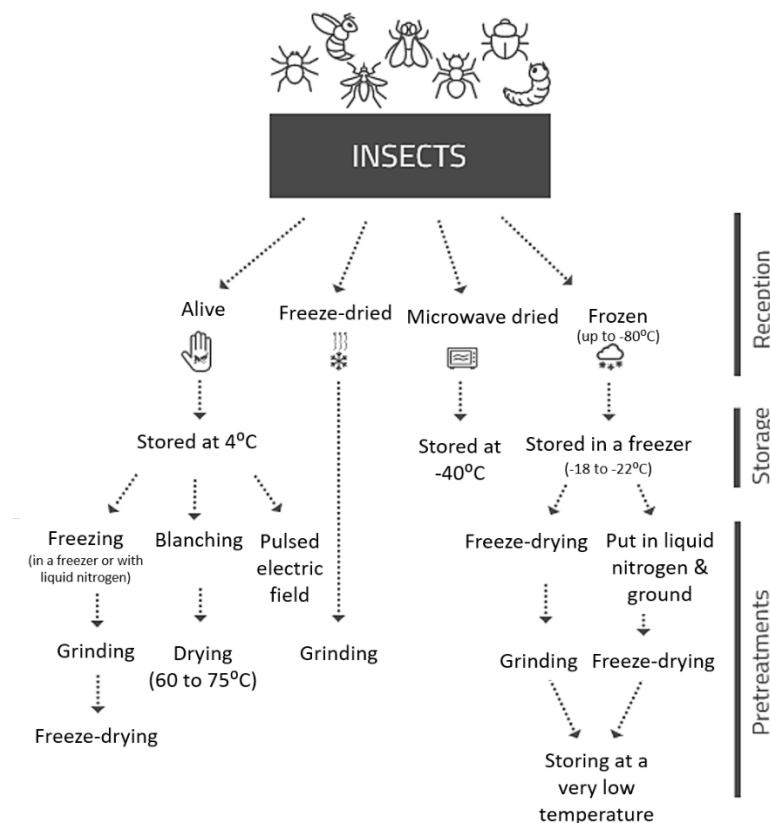 INSECTS
Alive
Freeze-dried
Microwave dried
Frozen
(up to -80ºC)
Reception
Stored at 4ºC
Stored at
-40ºC
Stored in a freezer
(-18 to -22ºC)
Storage
Freezing
(in a freezer or with
liquid nitrogen)
Blanching
Pulsed
electric
field
Freeze-drying
Put in liquid
nitrogen &
ground
Grinding
Drying
(60 to 75ºC)
Grinding
Grinding
Freeze-drying
Freeze-drying
Storing at a
very low
temperature
Pretreatments